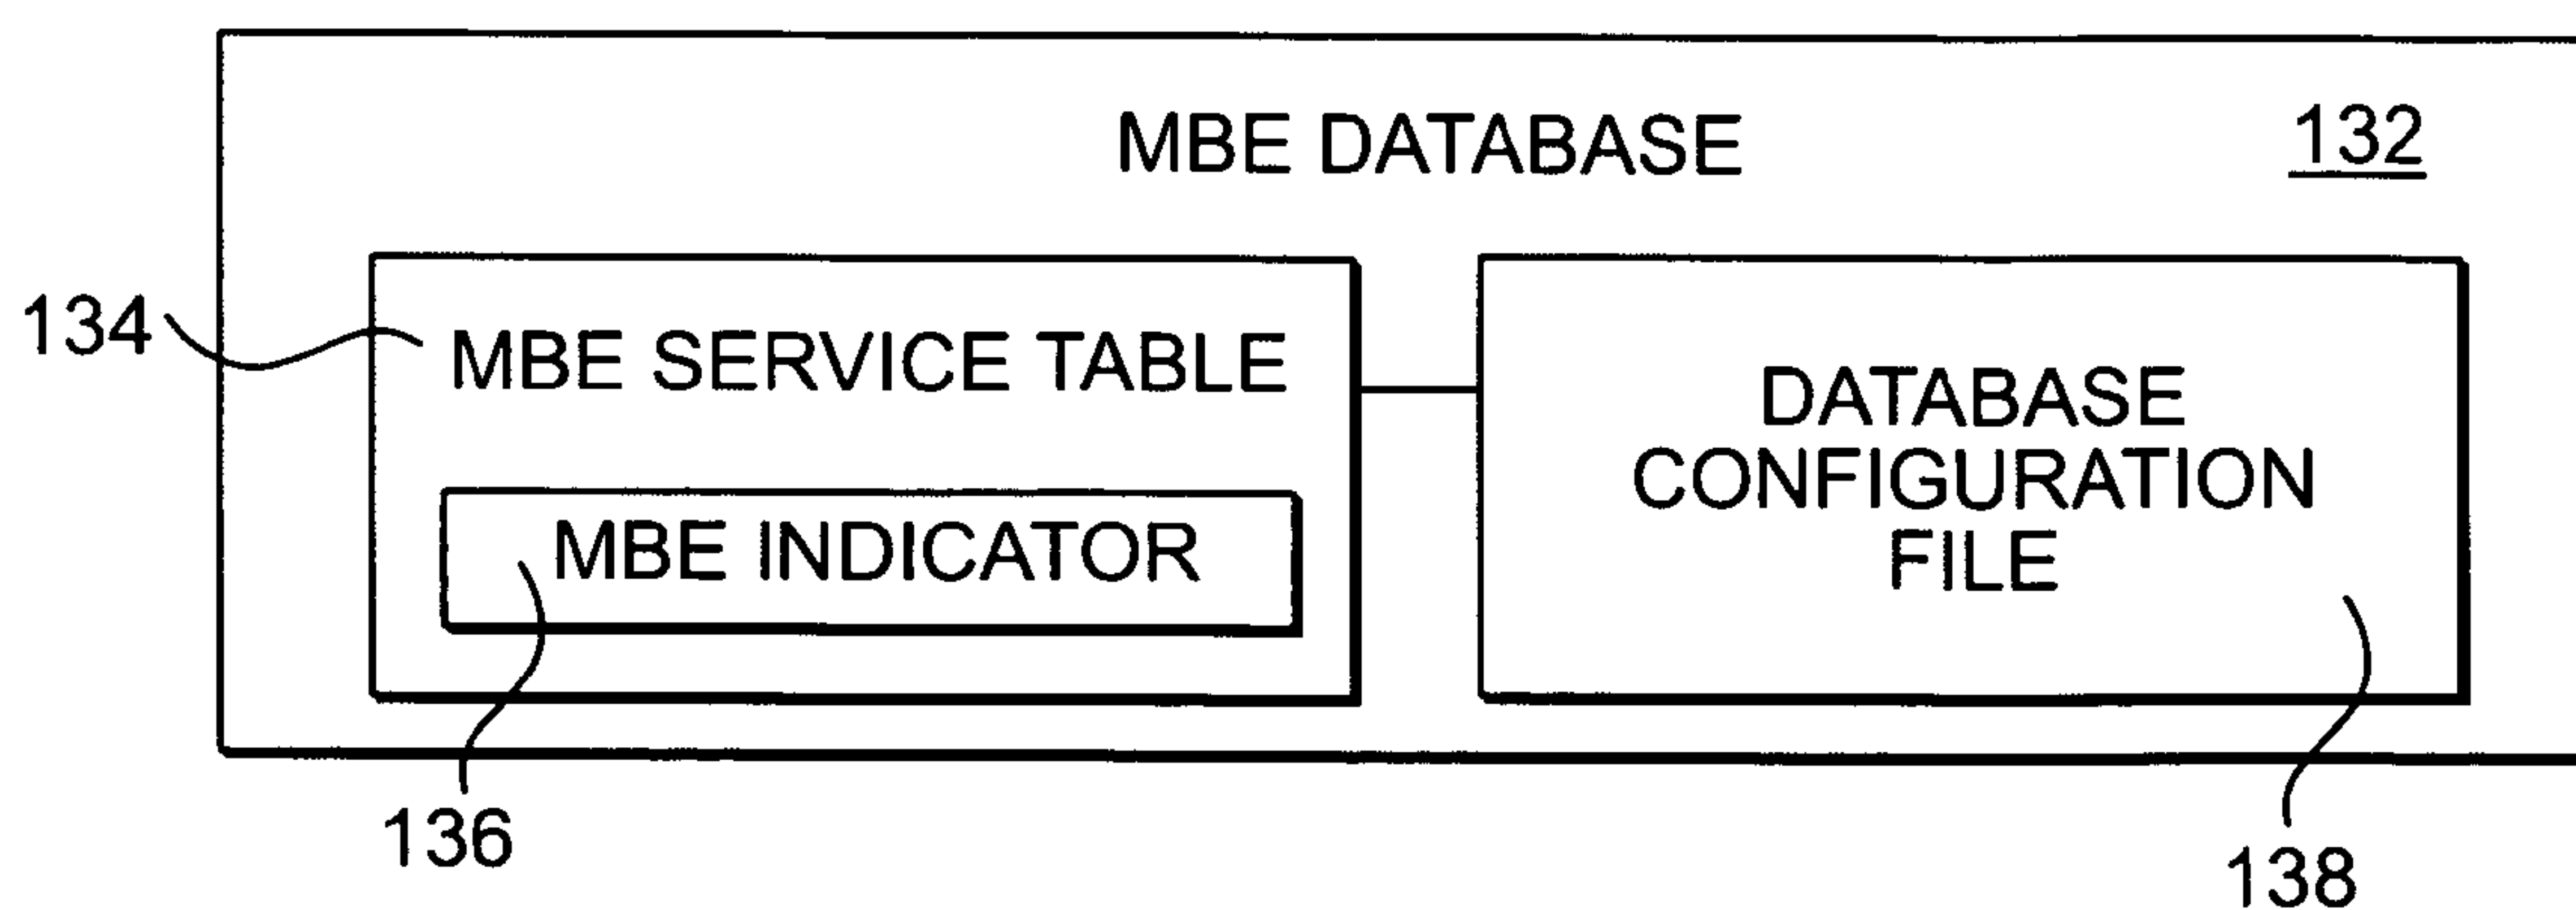 MBE DATABASE
132
134
MBE SERVICE TABLE
MBE INDICATOR
DATABASE
CONFIGURATION
FILE
136
138